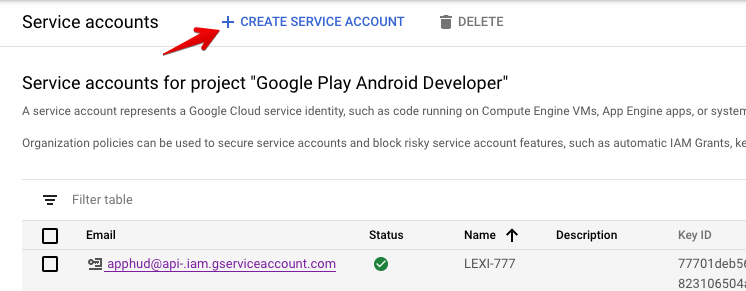 Service accounts + CREATE SERVICE ACCOUNT DELETE
Service accounts for project "Google Play Android Developer"
A service account represents a Google Cloud service identity, such as code running on Compute Engine VMs, App Engine apps, or system
Organization policies can be used to secure service accounts and block risky service account features, such as automatic IAM Grants, ke
Filter table
Email Status Name Description Key ID
apphud@api-.iam.gserviceaccount.com LEXI-777 77701deb56
823106504a